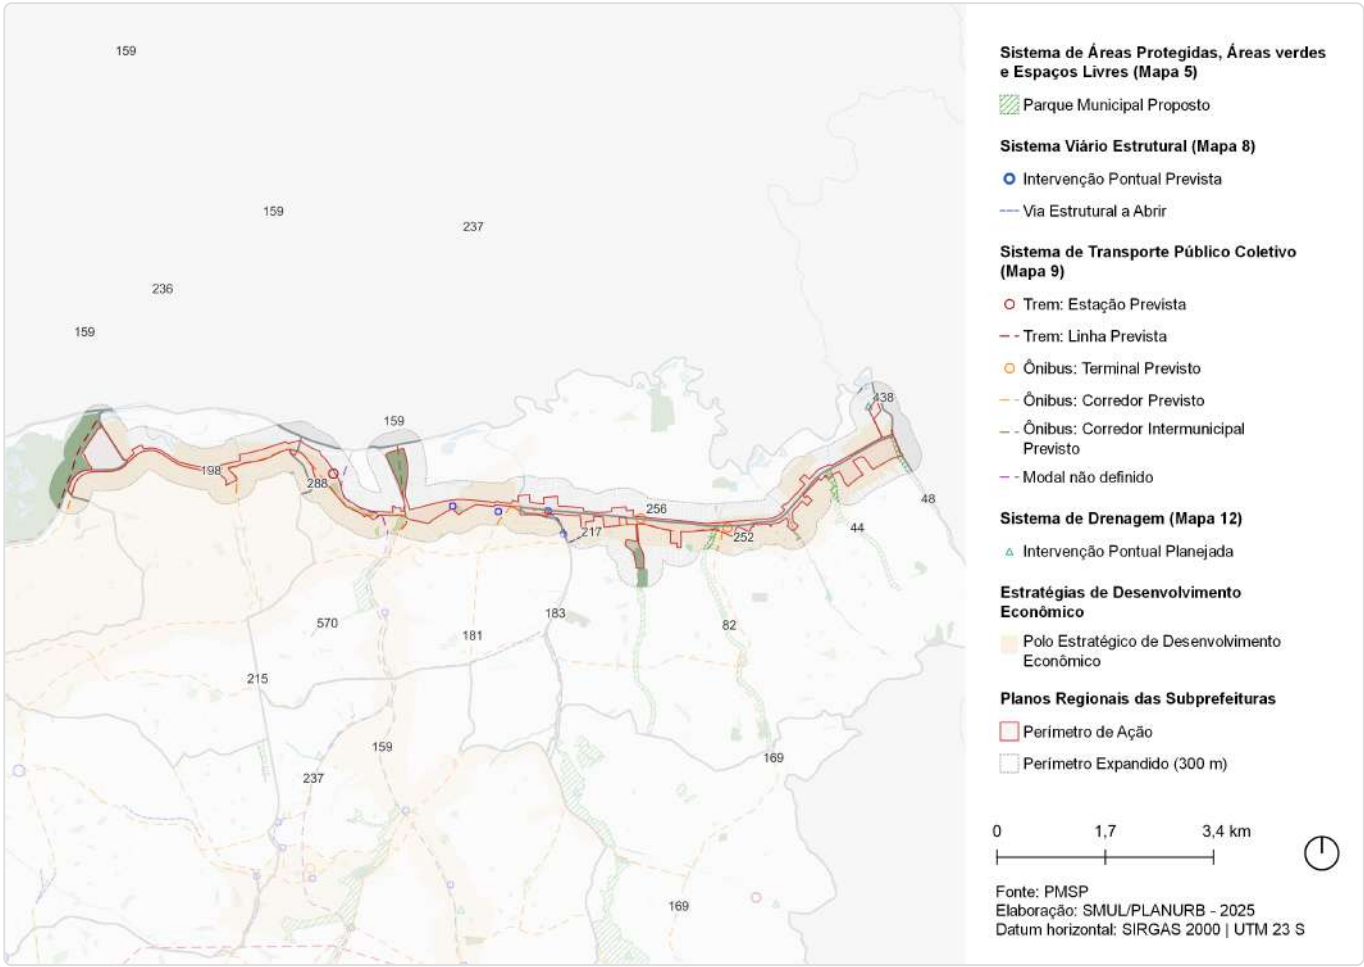 159
159
237
236
159
159
438
198
288
256
217
252
48
44
183
570
181
82
215
159
237
169
169
Sistema de Áreas Protegidas, Áreas verdes
e Espaços Livres (Mapa 5)
Parque Municipal Proposto
Sistema Viário Estrutural (Mapa 8)
Intervenção Pontual Prevista
Via Estrutural a Abrir
Sistema de Transporte Público Coletivo
(Mapa 9)
Trem: Estação Prevista
Trem: Linha Prevista
Ônibus: Terminal Previsto
Ônibus: Corredor Previsto
Ônibus: Corredor Intermunicipal
Previsto
Modal não definido
Sistema de Drenagem (Mapa 12)
Intervenção Pontual Planejada
Estratégias de Desenvolvimento
Econômico
Polo Estratégico de Desenvolvimento
Econômico
Planos Regionais das Subprefeituras
Perímetro de Ação
Perímetro Expandido (300 m)
0 1,7 3,4 km
Fonte: PMSP
Elaboração: SMUL/PLANURB - 2025
Datum horizontal: SIRGAS 2000 | UTM 23 S